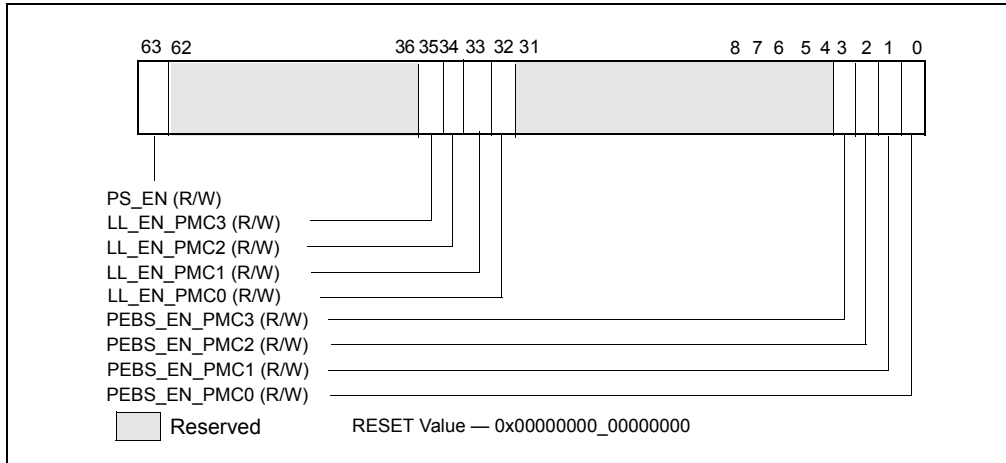 63 62 36 35 34 33 32 31 8 7 6 5 4 3 2 1 0
PS_EN (R/W)
LL_EN_PMC3 (R/W)
LL_EN_PMC2 (R/W)
LL_EN_PMC1 (R/W)
LL_EN_PMC0 (R/W)
PEBS_EN_PMC3 (R/W)
PEBS_EN_PMC2 (R/W)
PEBS_EN_PMC1 (R/W)
PEBS_EN_PMC0 (R/W)
Reserved RESET Value — 0x00000000_00000000